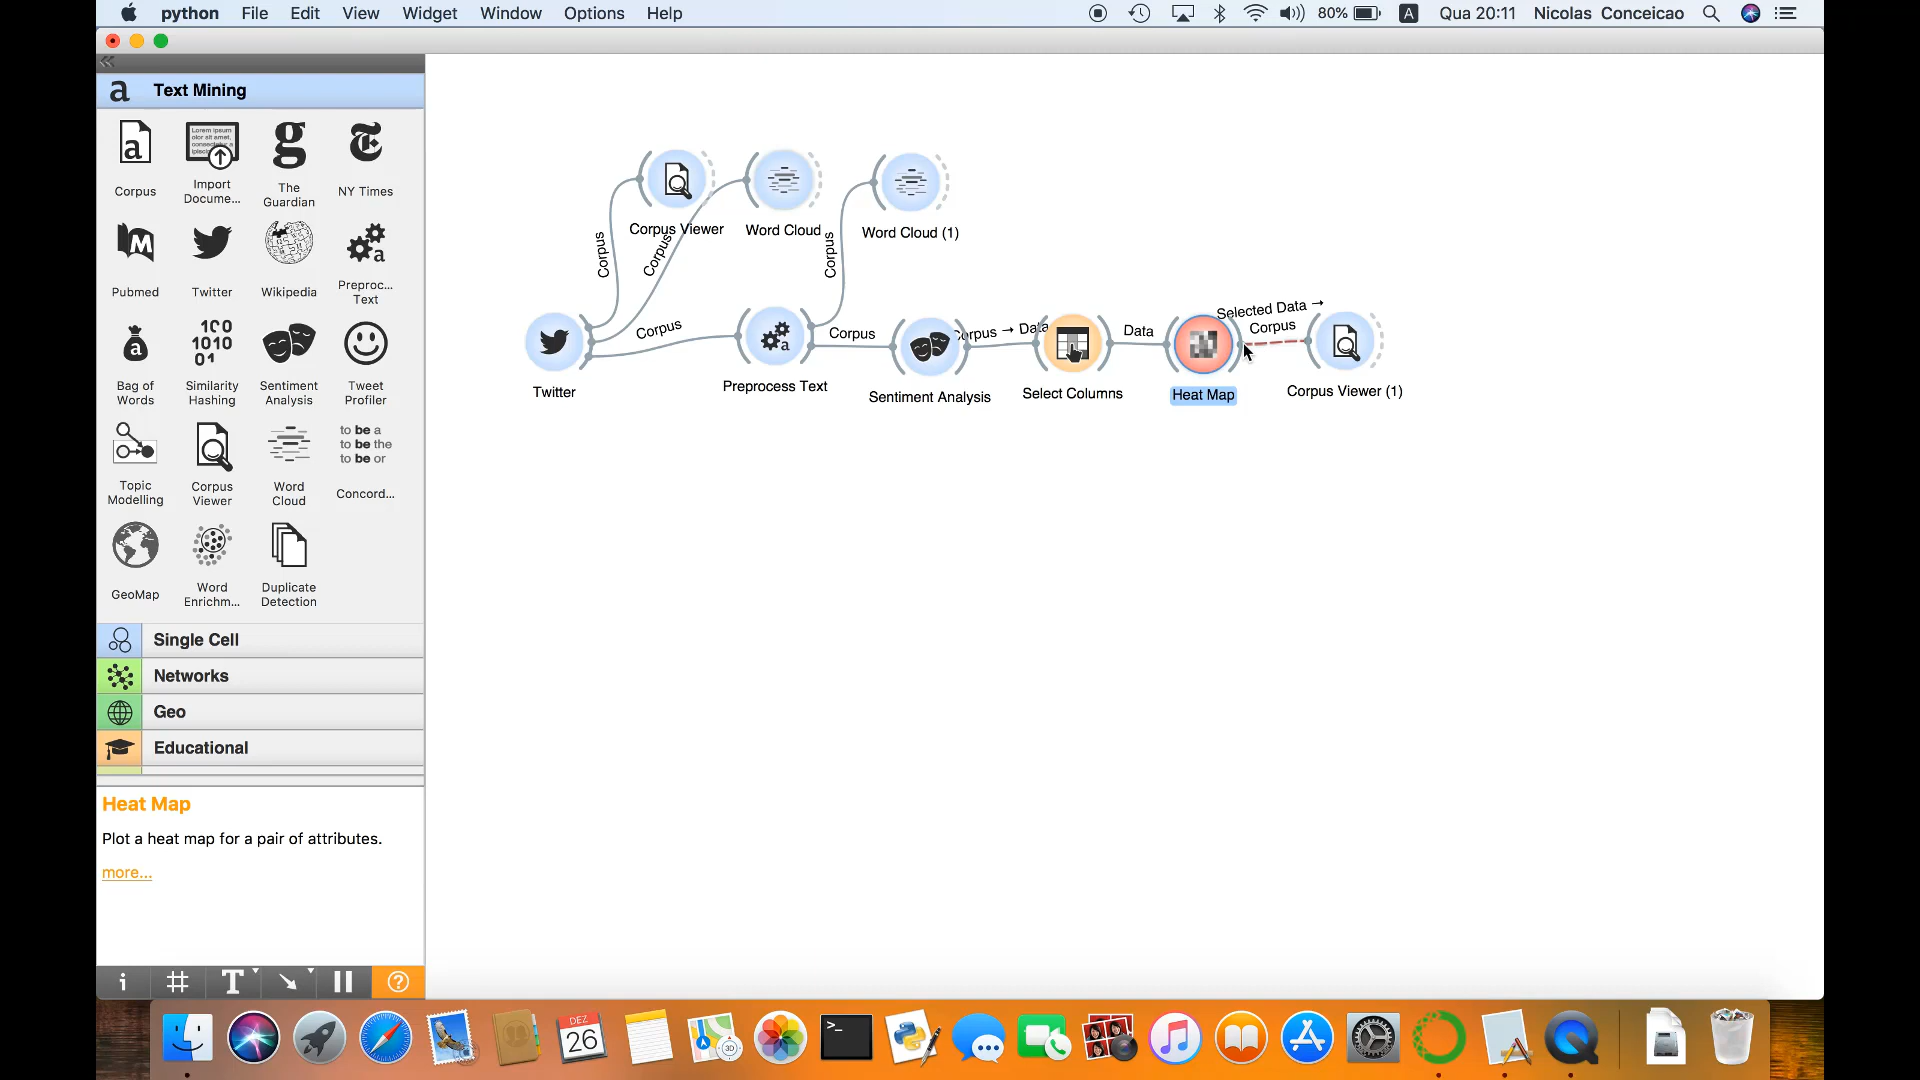 python File Edit View Widget Window Options Help
80% A Qua 20:11 Nicolas Conceicao
a Text Mining
Corpus
Import
Docume...
The
Guardian
NY Times
Pubmed
Twitter
Wikipedia
Preproc...
Text
Bag of
Words
Similarity
Hashing
Sentiment
Analysis
Tweet
Profiler
to be a
to be the
to be or
Topic
Modelling
Corpus
Viewer
Word
Cloud
Concord...
GeoMap
Word
Enrichm...
Duplicate
Detection
Single Cell
Networks
Geo
Educational
Heat Map
Plot a heat map for a pair of attributes.
more...
Corpus Viewer
Word Cloud
Word Cloud (1)
Corpus
Corpus
Corpus
Corpus
Corpus
Corpus → Data
Data
Selected Data →
Corpus
Twitter
Preprocess Text
Sentiment Analysis
Select Columns
Heat Map
Corpus Viewer (1)
DEZ
26
3D